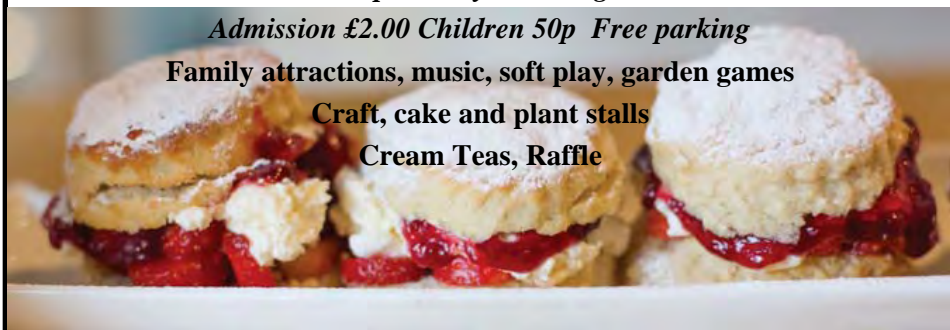 Admission £2.00 Children 50p Free parking
Family attractions, music, soft play, garden games
Craft, cake and plant stalls
Cream Teas, Raffle